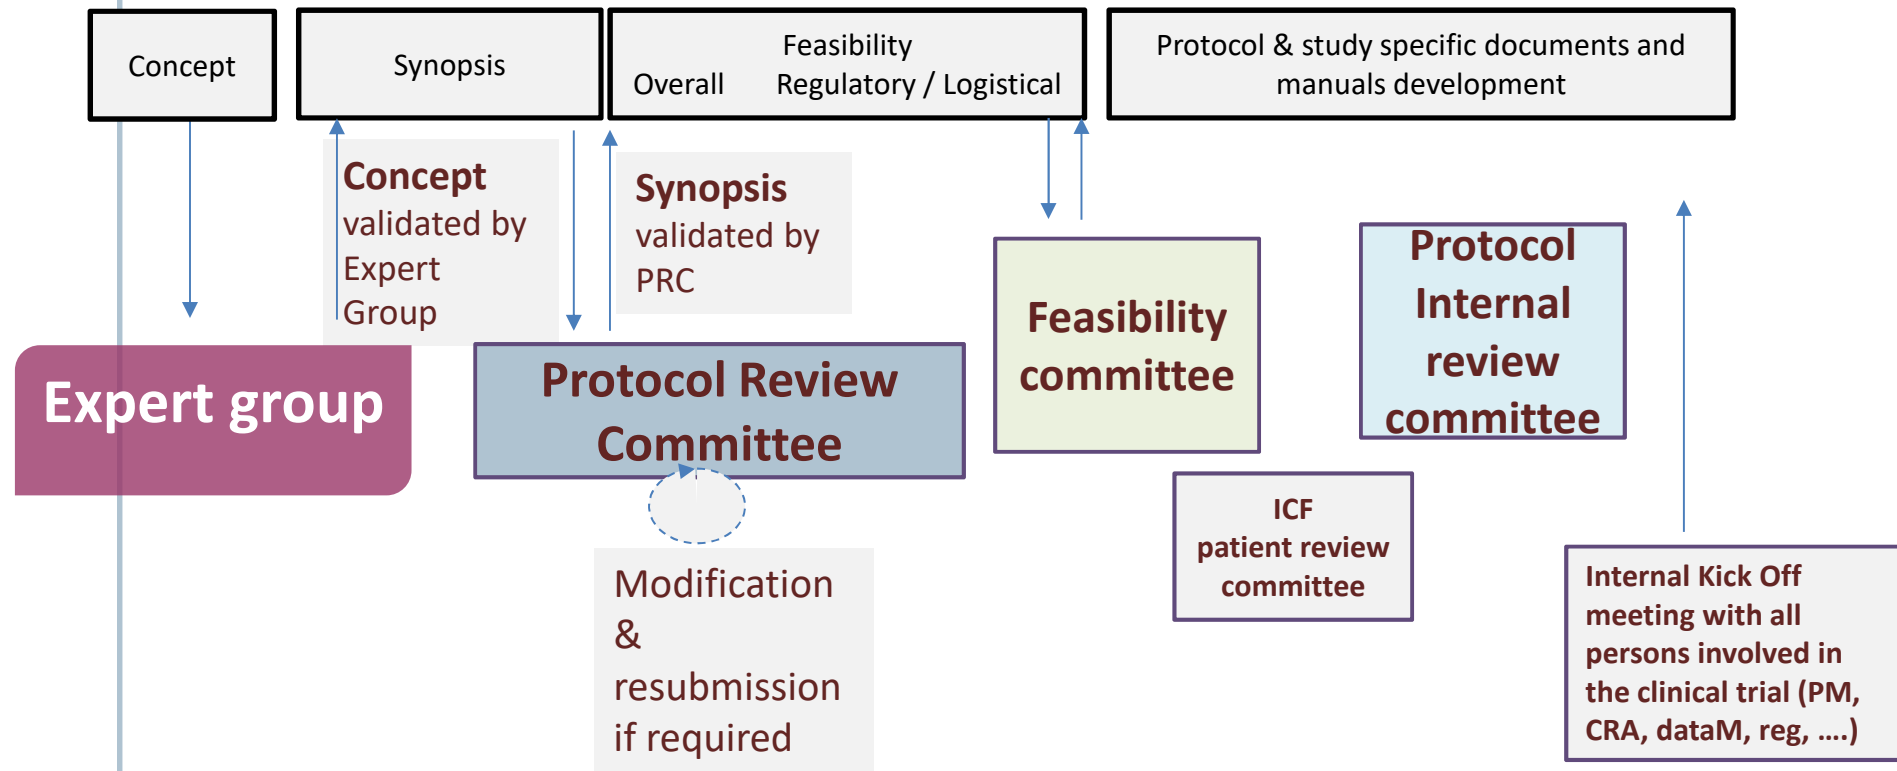 Concept
Synopsis
Feasibility
Overall Regulatory / Logistical
Protocol & study specific documents and
manuals development
Concept
validated by
Expert
Group
Synopsis
validated by
PRC
Expert group
Protocol Review
Committee
Feasibility
committee
Protocol
Internal
review
committee
ICF
patient review
committee
Modification
&
resubmission
if required
Internal Kick Off
meeting with all
persons involved in
the clinical trial (PM,
CRA, dataM, reg, ....)